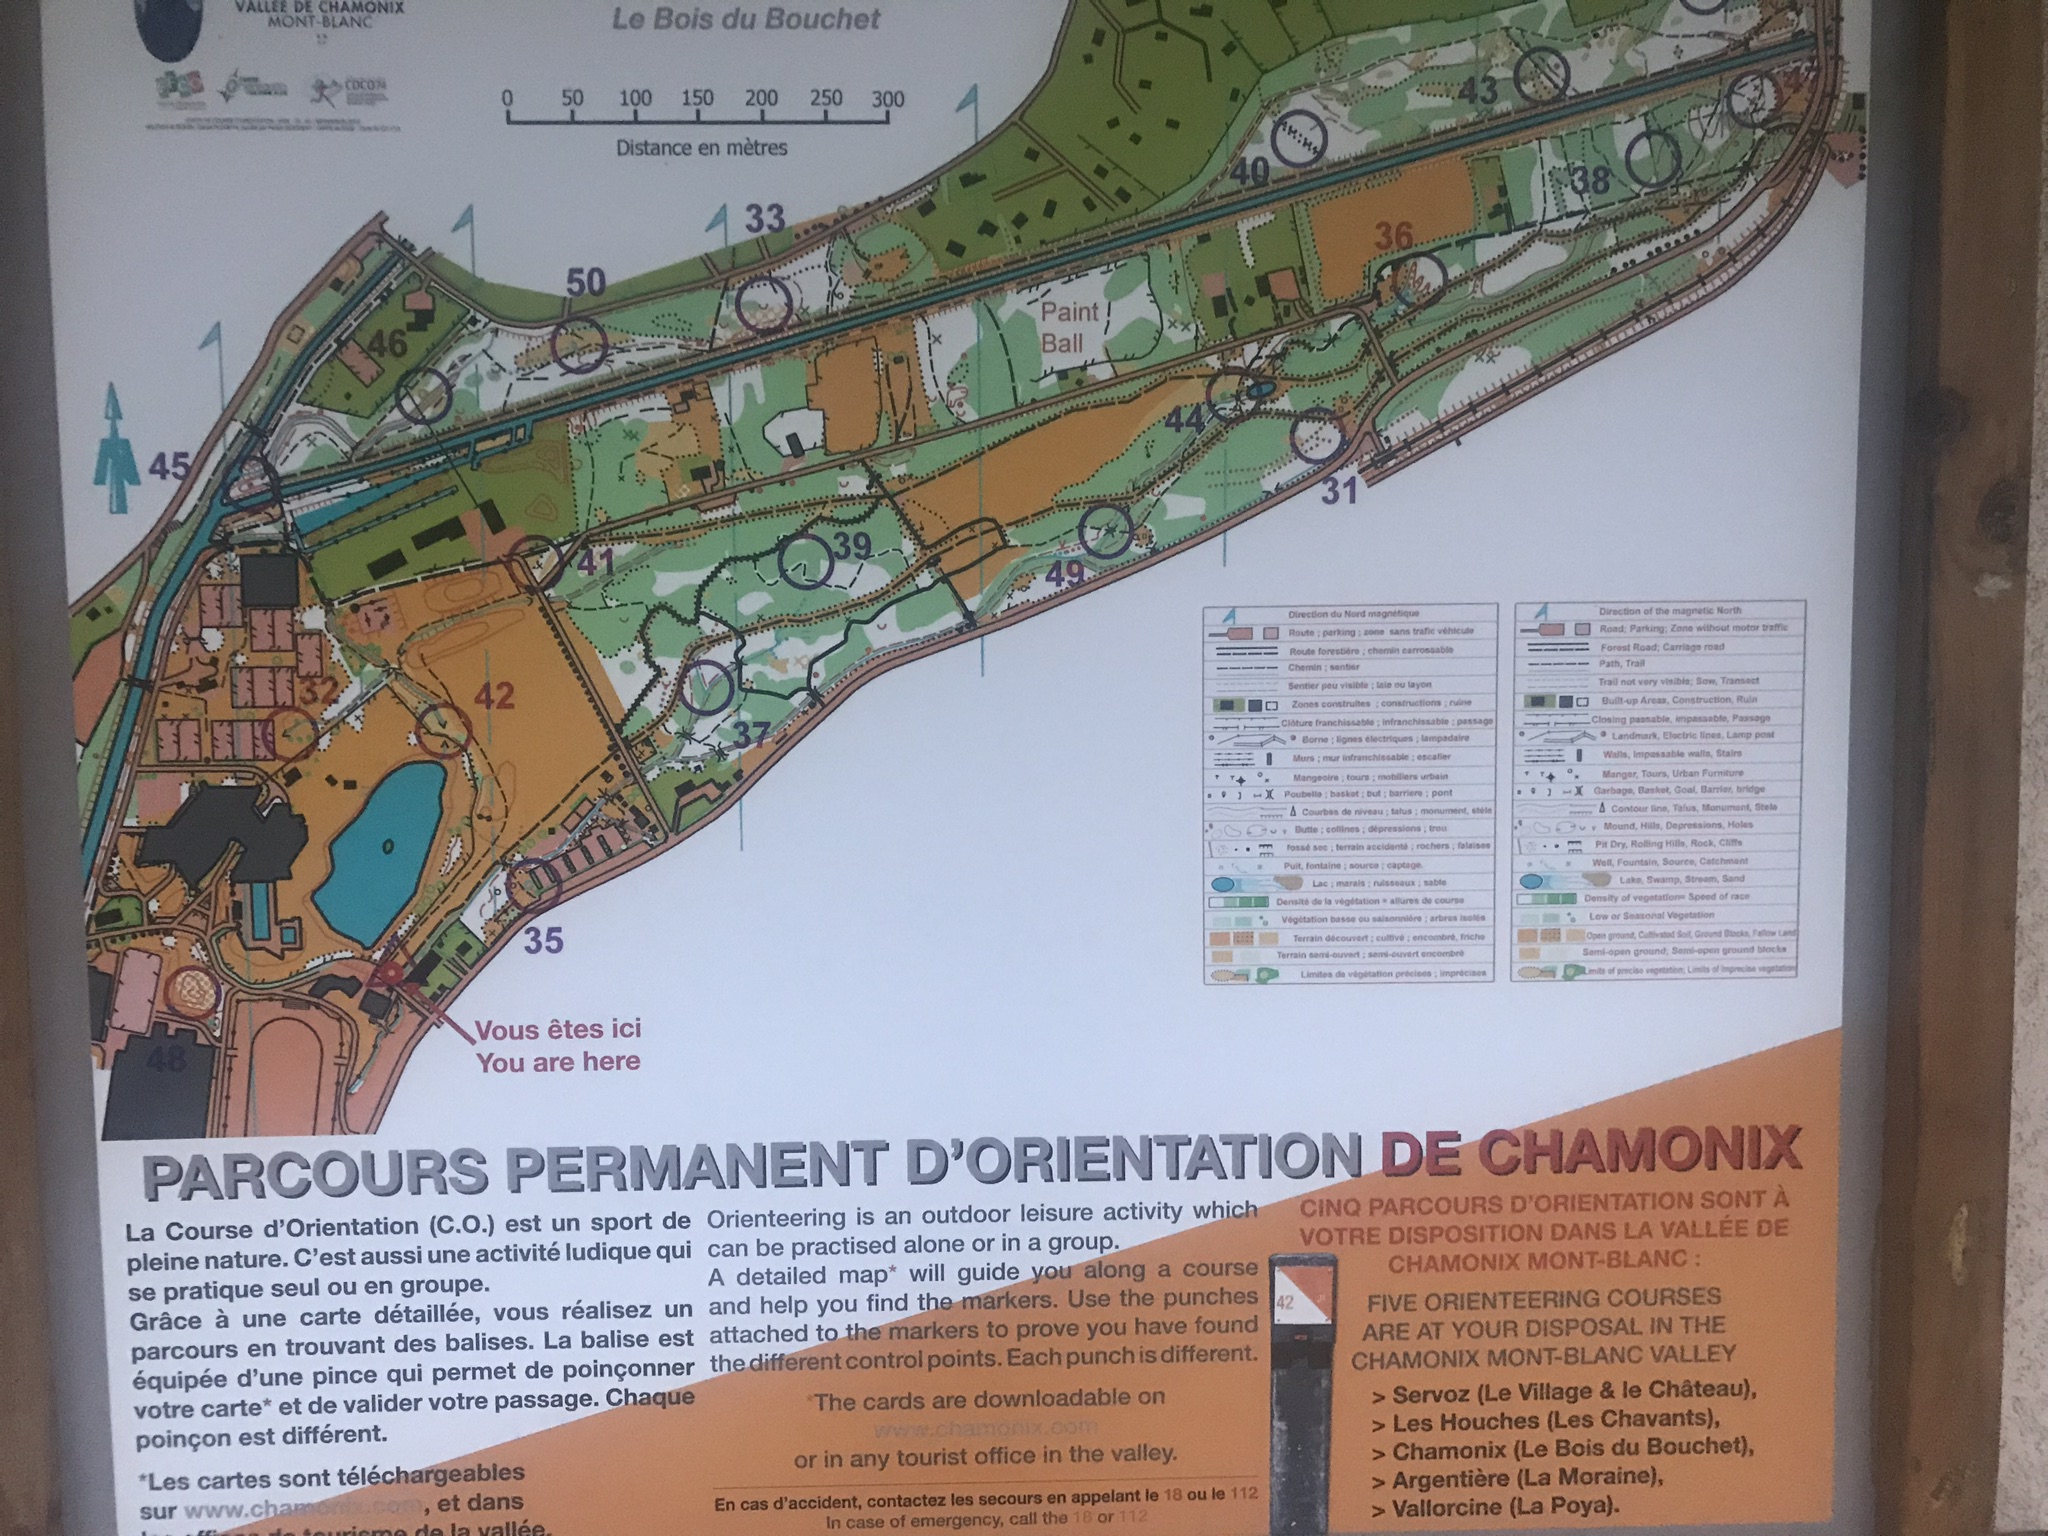 VALLÉE DE CHAMONIX
MONT-BLANC
CDCO74
Le Bois du Bouchet
0 50 100 150 200 250 300
Distance en mètres
43
40
38
36
33
50
46
45
Paint
Ball
44
31
41
39
49
32
42
37
35
48
Vous êtes ici
You are here
Direction du Nord magnétique
Route ; parking ; zone sans trafic véhicule
Route forestière ; chemin carrossable
Chemin ; sentier
Sentier peu visible ; laie ou layon
Zones construites ; constructions ; ruine
Clôture franchissable ; infranchissable ; passage
Borne ; lignes électriques ; lampadaire
Murs ; mur infranchissable ; escalier
Mangeoire ; tours ; mobiliers urbain
Poubelle ; basket ; but ; barriere ; pont
Courbes de niveau ; talus ; monument, stèle
Butte ; collines ; dépressions ; trou
fossé sec ; terrain accidenté ; rochers ; falaises
Puit, fontaine ; source ; captage.
Lac ; marais ; ruisseaux ; sable
Densité de la végétation = allures de course
Végétation basse ou saisonnière ; arbres isolés
Terrain découvert ; cultivé ; encombré, friche
Terrain semi-ouvert ; semi-ouvert encombré
Limites de végétation précises ; imprécises
Direction of the magnetic North
Road; Parking; Zone without motor traffic
Forest Road; Carriage road
Path, Trail
Trail not very visible; Sow, Transect
Built-up Areas, Construction, Ruin
Closing passable, impassable, Passage
Landmark, Electric lines, Lamp post
Walls, Impassable walls, Stairs
Manger, Tours, Urban Furniture
Garbage, Basket, Goal, Barrier, bridge
Contour line, Talus, Monument, Stele
Mound, Hills, Depressions, Holes
Pit Dry, Rolling Hills, Rock, Cliffs
Well, Fountain, Source, Catchment
Lake, Swamp, Stream, Sand
Density of vegetation= Speed of race
Low or Seasonal Vegetation
Open ground, Cultivated Soil, Ground Blocks, Fallow Land
Semi-open ground; Semi-open ground blocks
Limits of precise vegetation; Limits of imprecise vegetation
PARCOURS PERMANENT D'ORIENTATION DE CHAMONIX
La Course d'Orientation (C.O.) est un sport de
pleine nature. C'est aussi une activité ludique qui
se pratique seul ou en groupe.
Grâce à une carte détaillée, vous réalisez un
parcours en trouvant des balises. La balise est
équipée d'une pince qui permet de poinçonner
votre carte* et de valider votre passage. Chaque
poinçon est différent.
*Les cartes sont téléchargeables
sur www.chamonix.com, et dans
les offices de tourisme de la vallée.
Orienteering is an outdoor leisure activity which
can be practised alone or in a group.
A detailed map* will guide you along a course
and help you find the markers. Use the punches
attached to the markers to prove you have found
the different control points. Each punch is different.
*The cards are downloadable on
www.chamonix.com
or in any tourist office in the valley.
En cas d'accident, contactez les secours en appelant le 18 ou le 112
In case of emergency, call the 18 or 112
42
CINQ PARCOURS D'ORIENTATION SONT À
VOTRE DISPOSITION DANS LA VALLÉE DE
CHAMONIX MONT-BLANC :
FIVE ORIENTEERING COURSES
ARE AT YOUR DISPOSAL IN THE
CHAMONIX MONT-BLANC VALLEY
> Servoz (Le Village & le Château),
> Les Houches (Les Chavants),
> Chamonix (Le Bois du Bouchet),
> Argentière (La Moraine),
> Vallorcine (La Poya).